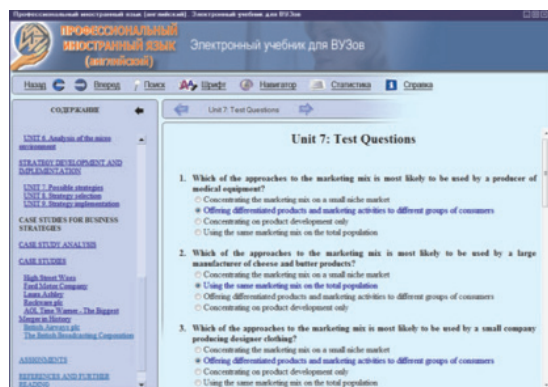 Профессиональный иностранный язык (английский). Электронный учебник для ВУЗов
ПРОФЕССИОНАЛЬНЫЙ
ИНОСТРАННЫЙ ЯЗЫК
(английский)
Электронный учебник для ВУЗов
Назад Вперед Поиск Шрифт Навигатор Статистика Справка
СОДЕРЖАНИЕ
Unit 7: Test Questions
UNIT 6. Analysis of the micro
environment
STRATEGY DEVELOPMENT AND
IMPLEMENTATION
UNIT 7. Possible strategies
UNIT 8. Strategy selection
UNIT 9. Strategy implementation
CASE STUDIES FOR BUSINESS
STRATEGIES
CASE STUDY ANALYSIS
CASE STUDIES
High Street Wines
Ford Motor Company
Laura Ashley
Rockware plc
AOL Time Warner - The Biggest
Merger in History
British Airways plc
The British Broadcasting Corporation
ASSIGNMENTS
REFERENCES AND FURTHER
READING
Unit 7: Test Questions
1. Which of the approaches to the marketing mix is most likely to be used by a producer of
medical equipment?
Concentrating the marketing mix on a small niche market
Offering differentiated products and marketing activities to different groups of consumers
Concentrating on product development only
Using the same marketing mix on the total population
2. Which of the approaches to the marketing mix is most likely to be used by a large
manufacturer of cheese and butter products?
Concentrating the marketing mix on a small niche market
Using the same marketing mix on the total population
Offering differentiated products and marketing activities to different groups of consumers
Concentrating on product development only
3. Which of the approaches to the marketing mix is most likely to be used by a small company
producing designer clothing?
Concentrating the marketing mix on a small niche market
Offering differentiated products and marketing activities to different groups of consumers
Concentrating on product development only
Using the same marketing mix on the total population